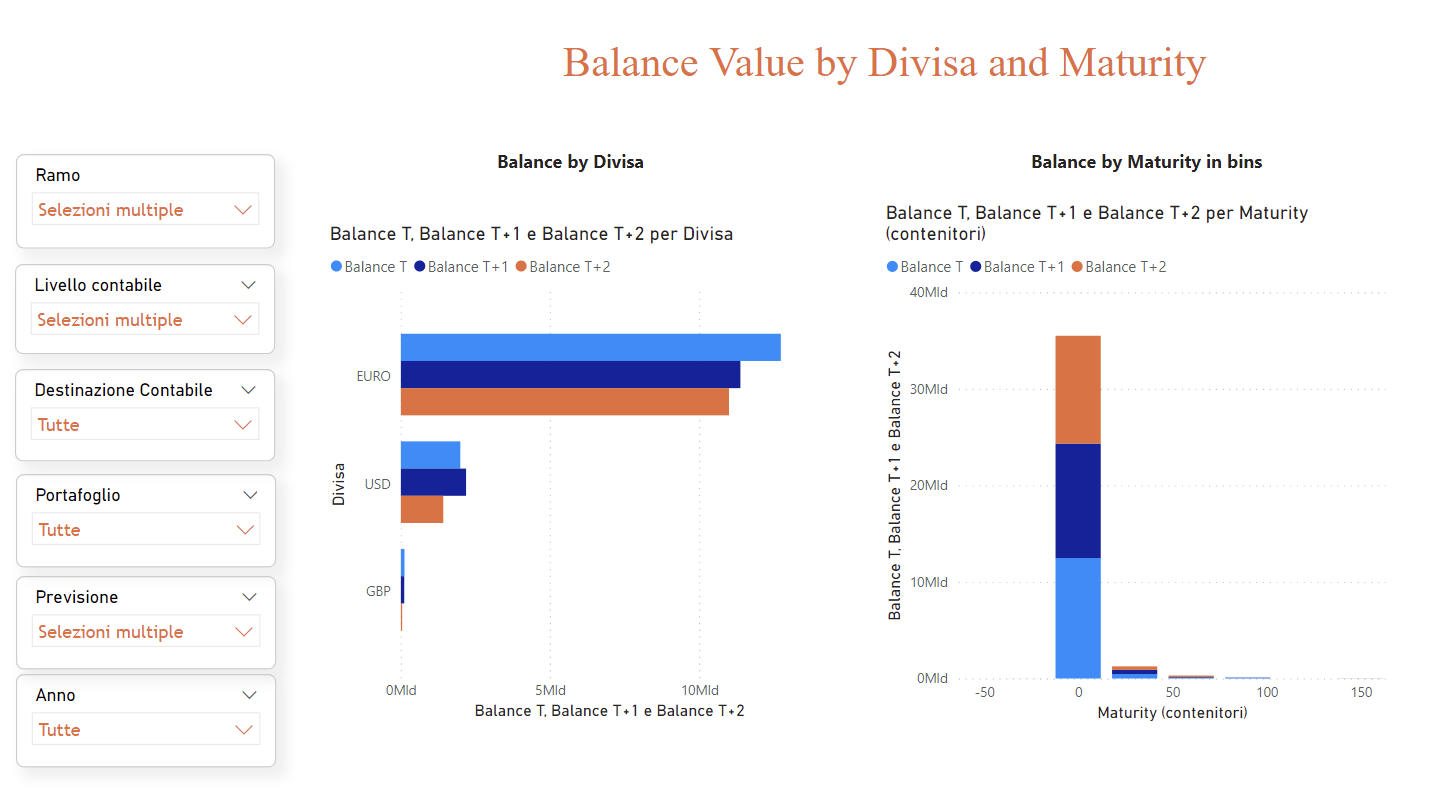 Balance Value by Divisa and Maturity
Ramo
Selezioni multiple
Livello contabile
Selezioni multiple
Destinazione Contabile
Tutte
Portafoglio
Tutte
Previsione
Selezioni multiple
Anno
Tutte
Balance by Divisa
Balance T, Balance T+1 e Balance T+2 per Divisa
Balance T Balance T+1 Balance T+2
Divisa
EURO
USD
GBP
0Mld 5Mld 10Mld
Balance T, Balance T+1 e Balance T+2
Balance by Maturity in bins
Balance T, Balance T+1 e Balance T+2 per Maturity
(contenitori)
Balance T Balance T+1 Balance T+2
Balance T, Balance T+1 e Balance T+2
40Mld
30Mld
20Mld
10Mld
0Mld
-50 0 50 100 150
Maturity (contenitori)